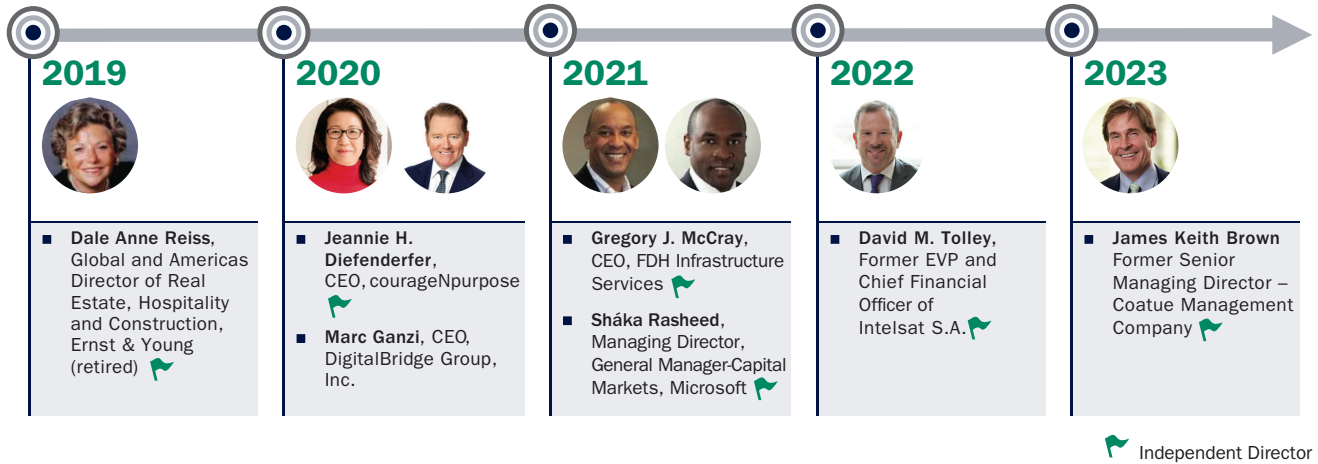 2019
2020
2021
2022
2023
Dale Anne Reiss,
Global and Americas
Director of Real
Estate, Hospitality
and Construction,
Ernst & Young
(retired)
Jeannie H.
Diefenderfer,
CEO, courageNpurpose
Marc Ganzi, CEO,
DigitalBridge Group,
Inc.
Gregory J. McCray,
CEO, FDH Infrastructure
Services
Sháka Rasheed,
Managing Director,
General Manager-Capital
Markets, Microsoft
David M. Tolley,
Former EVP and
Chief Financial
Officer of
Intelsat S.A.
James Keith Brown
Former Senior
Managing Director –
Coatue Management
Company
Independent Director